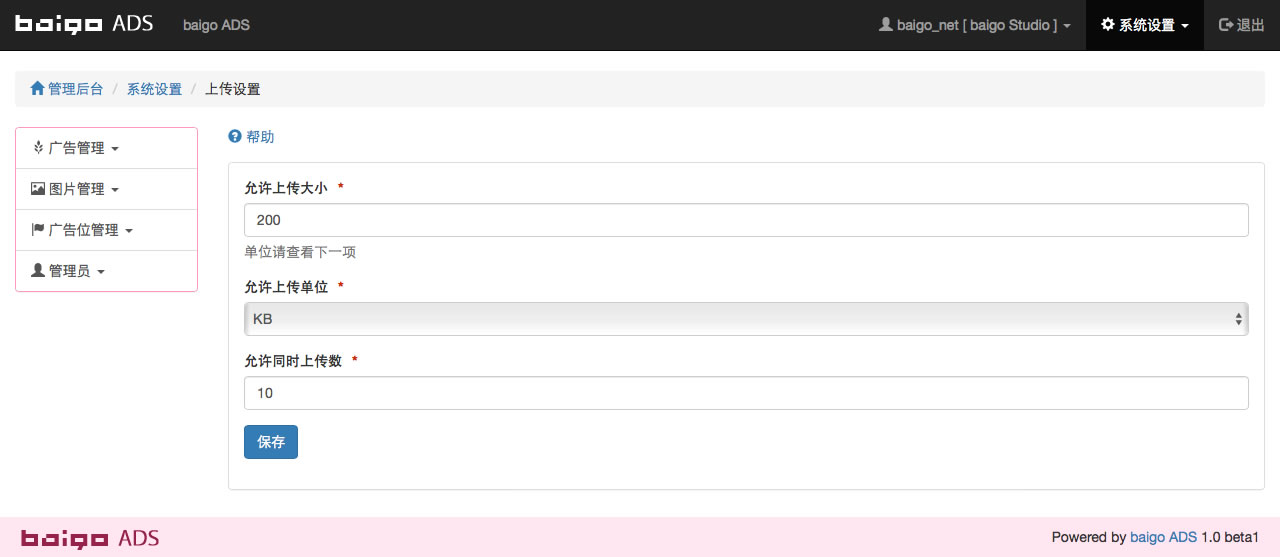 baigo ADS baigo ADS baigo_net [ baigo Studio ] 系统设置 退出
管理后台 / 系统设置 / 上传设置
广告管理
图片管理
广告位管理
管理员
帮助
允许上传大小 *
200
单位请查看下一项
允许上传单位 *
KB
允许同时上传数 *
10
保存
baigo ADS Powered by baigo ADS 1.0 beta1